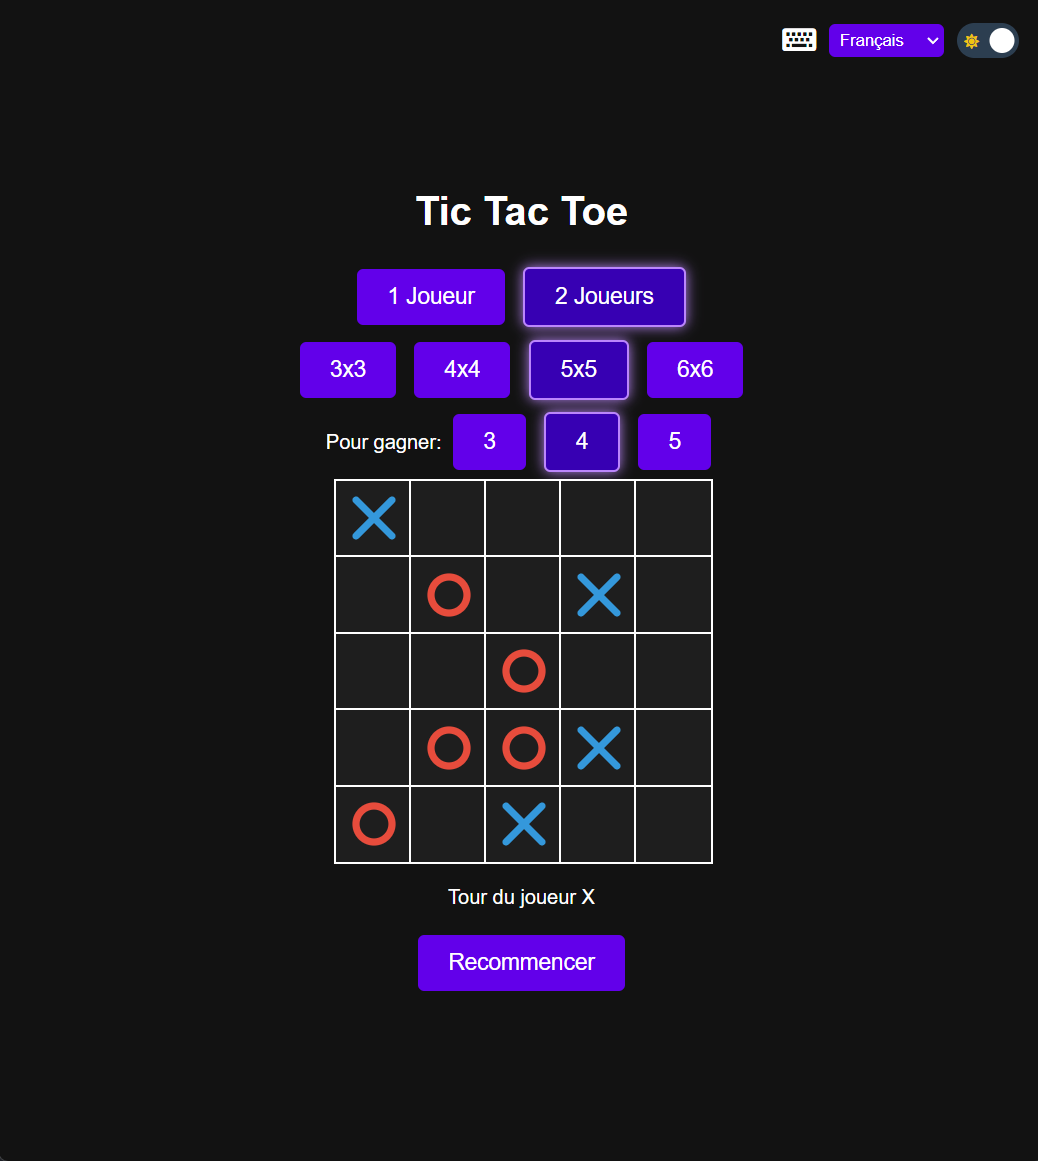 Français
Tic Tac Toe
1 Joueur 2 Joueurs
3x3 4x4 5x5 6x6
Pour gagner: 3 4 5
Tour du joueur X
Recommencer